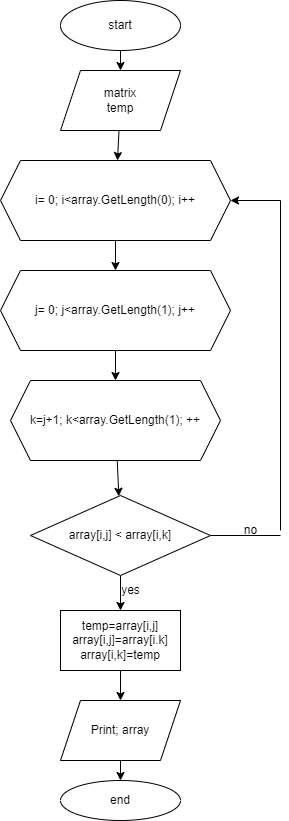 start
matrix
temp
i= 0; i<array.GetLength(0); i++
j= 0; j<array.GetLength(1); j++
k=j+1; k<array.GetLength(1); ++
array[i,j] < array[i,k]
no
yes
temp=array[i,j]
array[i,j]=array[i.k]
array[i,k]=temp
Print; array
end